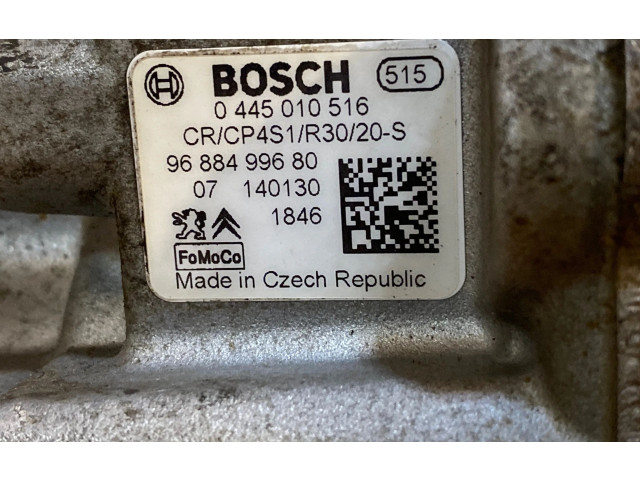 BOSCH 515
0 445 010 516
CR/CP4S1/R30/20-S
96 884 996 80
07 140130
1846
FoMoCo
Made in Czech Republic